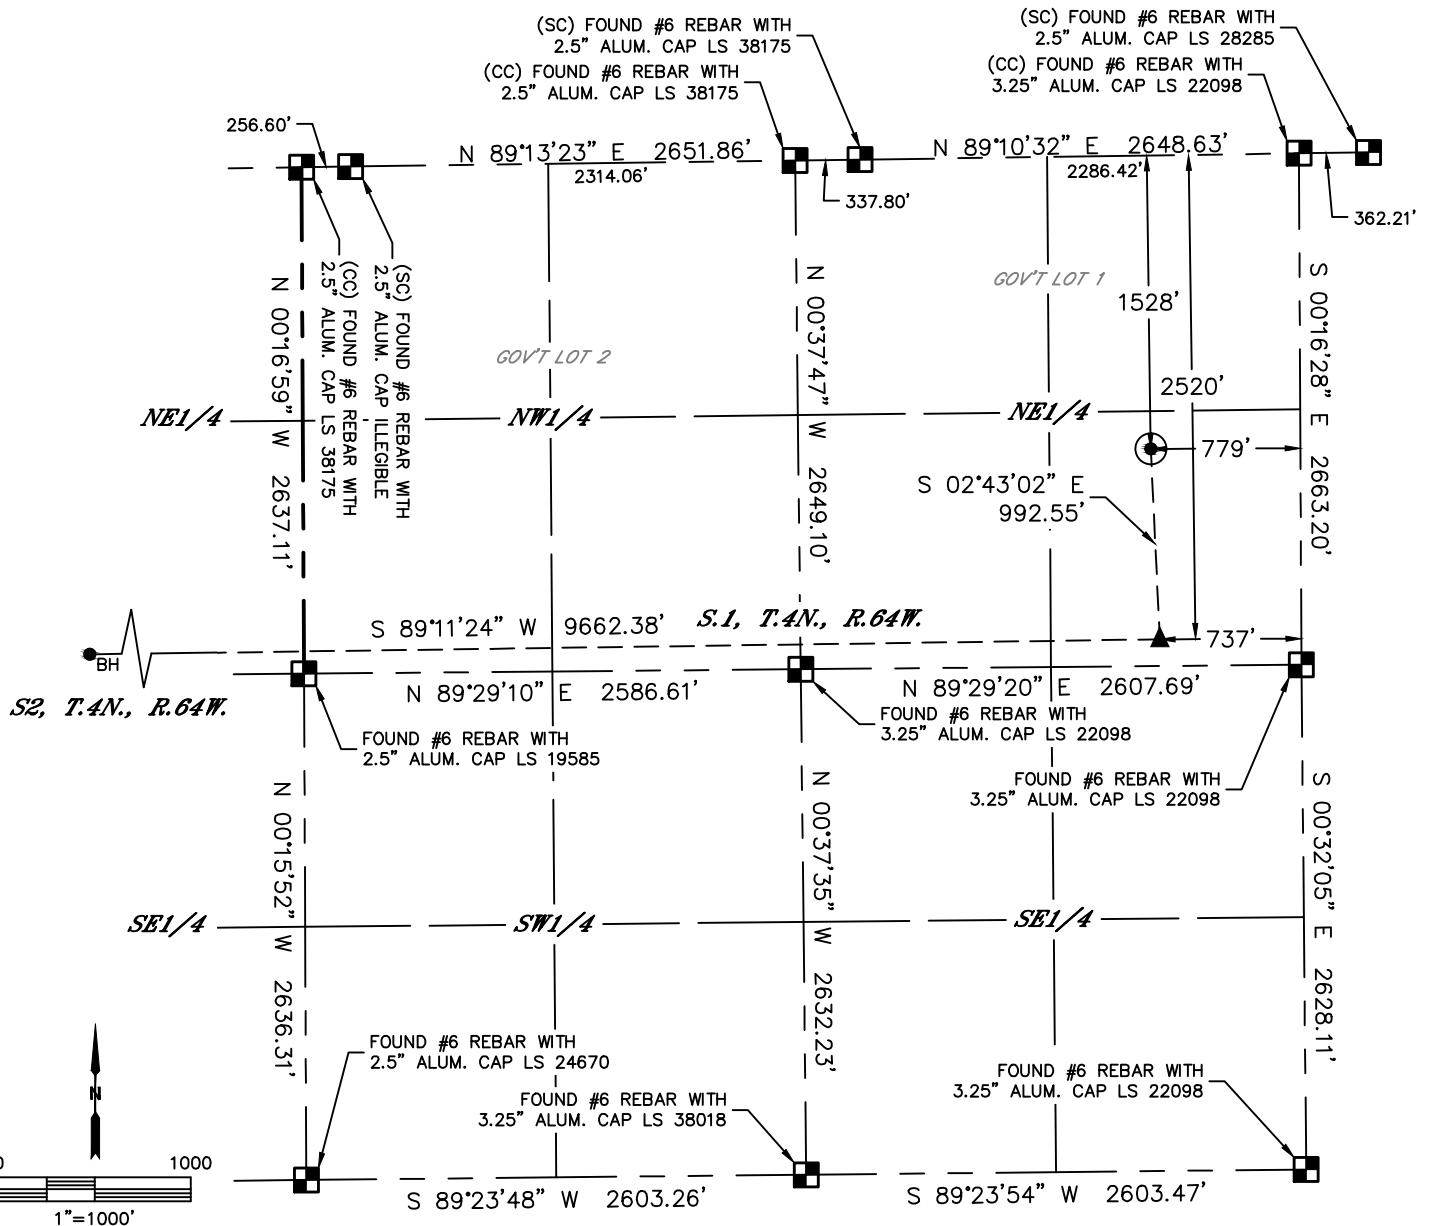 (SC) FOUND #6 REBAR WITH
2.5" ALUM. CAP LS 38175
(CC) FOUND #6 REBAR WITH
2.5" ALUM. CAP LS 38175
(SC) FOUND #6 REBAR WITH
2.5" ALUM. CAP LS 28285
(CC) FOUND #6 REBAR WITH
3.25" ALUM. CAP LS 22098
256.60'
N 89°13'23" E 2651.86'
2314.06'
337.80'
N 89°10'32" E 2648.63'
2286.42'
362.21'
(CC) FOUND #6 REBAR WITH
2.5" ALUM. CAP LS 38175
(SC) FOUND #6 REBAR WITH
2.5" ALUM. CAP ILLEGIBLE
N 00°16'59" W 2637.11'
N 00°37'47" W 2649.10'
S 00°16'28" E 2663.20'
GOV'T LOT 1
GOV'T LOT 2
1528'
2520'
NE1/4
NW1/4
NE1/4
779'
S 02°43'02" E
992.55'
S 89°11'24" W 9662.38'
S.1, T.4N., R.64W.
737'
BH
S2, T.4N., R.64W.
N 89°29'10" E 2586.61'
N 89°29'20" E 2607.69'
FOUND #6 REBAR WITH
2.5" ALUM. CAP LS 19585
FOUND #6 REBAR WITH
3.25" ALUM. CAP LS 22098
FOUND #6 REBAR WITH
3.25" ALUM. CAP LS 22098
N 00°15'52" W 2636.31'
N 00°37'35" W 2632.23'
S 00°32'05" E 2628.11'
SE1/4
SW1/4
SE1/4
FOUND #6 REBAR WITH
2.5" ALUM. CAP LS 24670
FOUND #6 REBAR WITH
3.25" ALUM. CAP LS 38018
FOUND #6 REBAR WITH
3.25" ALUM. CAP LS 22098
N
1000
1"=1000'
S 89°23'48" W 2603.26'
S 89°23'54" W 2603.47'